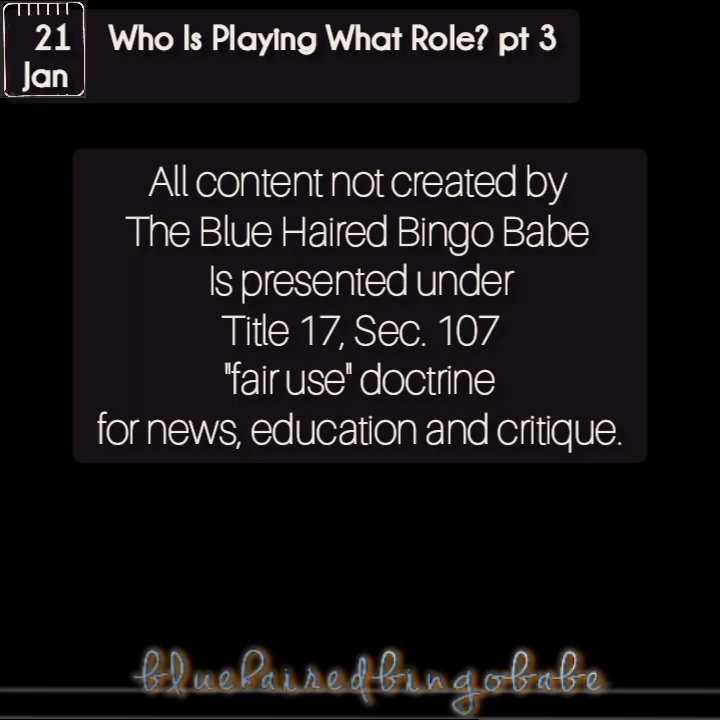 21
Jan
Who Is Playing What Role? pt 3
All content not created by
The Blue Haired Bingo Babe
Is presented under
Title 17, Sec. 107
"fair use" doctrine
for news, education and critique.
bluehairedbingobabe